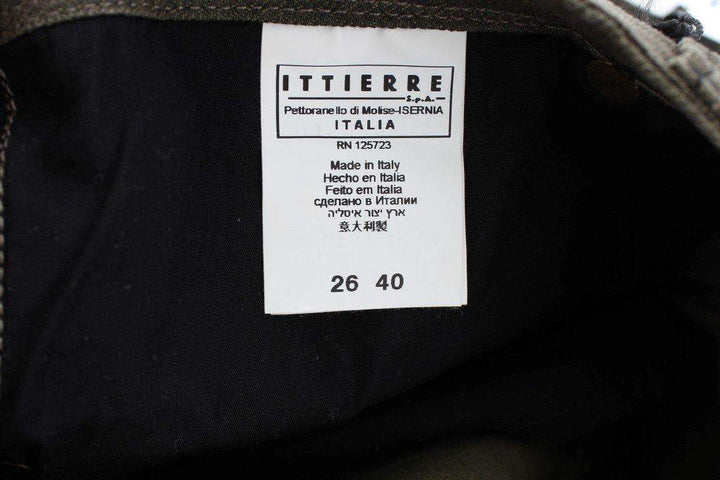 ITTIERRE
S.p.A.
Pettoranello di Molise-ISERNIA
ITALIA
RN 125723
Made in Italy
Hecho en Italia
Feito em Italia
сделано в Италии
ארץ יצור איטליה
意大利製
26 40